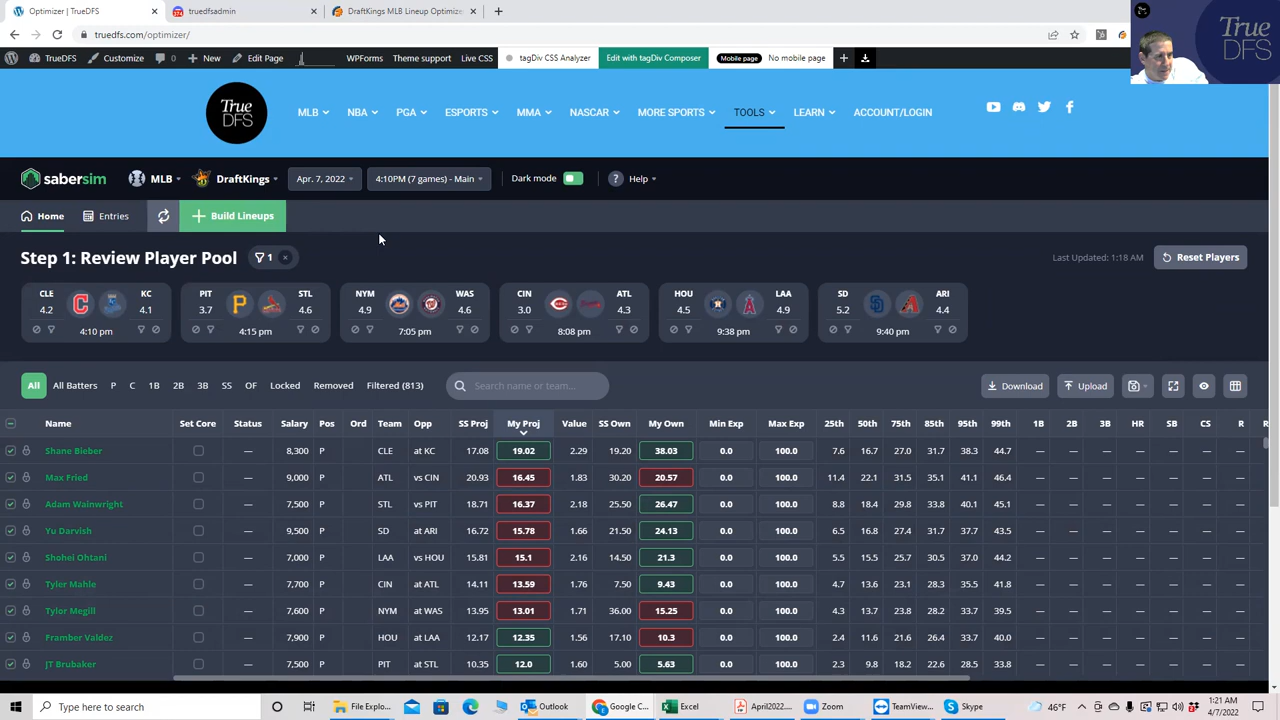 Optimizer | TrueDFS
truedfsadmin
DraftKings MLB Lineup Optimize
truedfs.com/optimizer/
TrueDFS Customize 0 New Edit Page WPForms Theme support Live CSS tagDiv CSS Analyzer Edit with tagDiv Composer Mobile page No mobile page
True DFS
True DFS
MLB NBA PGA ESPORTS MMA NASCAR MORE SPORTS TOOLS LEARN ACCOUNT/LOGIN
sabersim MLB DraftKings Apr. 7, 2022 4:10PM (7 games) - Main Dark mode Help
Home Entries Build Lineups
Step 1: Review Player Pool 1 Last Updated: 1:18 AM Reset Players
CLE KC PIT STL NYM WAS CIN ATL HOU LAA SD ARI
4.2 4.1 3.7 4.6 4.9 4.6 3.0 4.3 4.5 4.9 5.2 4.4
4:10 pm 4:15 pm 7:05 pm 8:08 pm 9:38 pm 9:40 pm
All All Batters P C 1B 2B 3B SS OF Locked Removed Filtered (813) Search name or team... Download Upload
Name Set Core Status Salary Pos Ord Team Opp SS Proj My Proj Value SS Own My Own Min Exp Max Exp 25th 50th 75th 85th 95th 99th 1B 2B 3B HR SB CS R
Shane Bieber — 8,300 P CLE at KC 17.08 19.02 2.29 19.20 38.03 0.0 100.0 7.6 16.7 27.0 31.7 38.3 44.7 — — — — — — —
Max Fried — 9,000 P ATL vs CIN 20.93 16.45 1.83 30.20 20.57 0.0 100.0 11.4 22.1 31.5 35.1 41.1 46.4 — — — — — — —
Adam Wainwright — 7,500 P STL vs PIT 18.71 16.37 2.18 25.50 26.47 0.0 100.0 8.8 18.4 29.8 33.8 40.1 45.1 — — — — — — —
Yu Darvish — 9,500 P SD at ARI 16.72 15.78 1.66 21.50 24.13 0.0 100.0 6.5 16.8 27.4 31.7 37.7 43.5 — — — — — — —
Shohei Ohtani — 7,000 P LAA vs HOU 15.81 15.1 2.16 14.50 21.3 0.0 100.0 5.5 15.5 25.7 30.5 37.0 44.2 — — — — — — —
Tyler Mahle — 7,700 P CIN at ATL 14.11 13.59 1.76 7.50 9.43 0.0 100.0 4.7 13.6 23.1 28.3 35.5 41.8 — — — — — — —
Tylor Megill — 7,600 P NYM at WAS 13.95 13.01 1.71 36.00 15.25 0.0 100.0 4.3 13.7 23.8 28.2 33.7 39.5 — — — — — — —
Framber Valdez — 7,900 P HOU at LAA 12.17 12.35 1.56 17.10 10.3 0.0 100.0 2.4 11.6 21.6 26.4 33.7 40.0 — — — — — — —
JT Brubaker — 7,500 P PIT at STL 10.35 12.0 1.60 5.00 5.63 0.0 100.0 2.3 9.8 18.2 22.6 28.5 33.8 — — — — — — —
Type here to search File Explo... Outlook Google C... Excel April2022.... Zoom TeamView... Skype 46°F 1:21 AM
4/7/2022